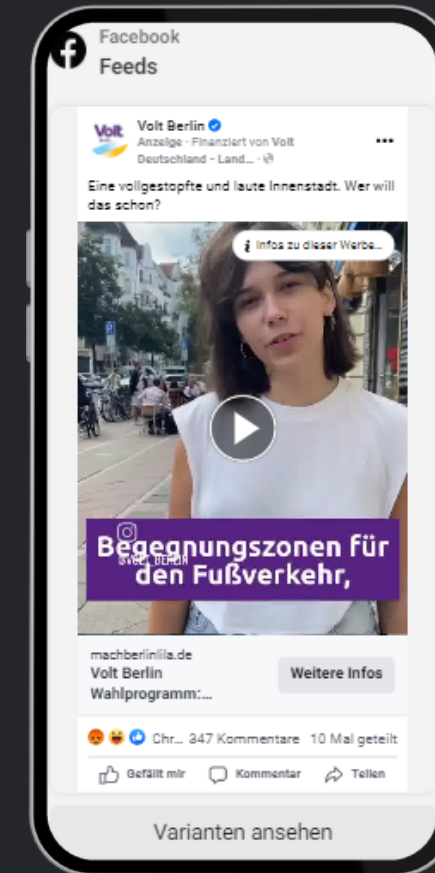 Facebook
Feeds
Volt
Volt Berlin
Anzeige · Finanziert von Volt
Deutschland - Land... ·
Eine vollgestopfte und laute Innenstadt. Wer will
das schon?
Infos zu dieser Werbe...
Begegnungszonen für
@VOLT_BERLIN
den Fußverkehr,
machberlinlila.de
Volt Berlin
Wahlprogramm:...
Weitere Infos
Chr... 347 Kommentare 10 Mal geteilt
Gefällt mir Kommentar Teilen
Varianten ansehen